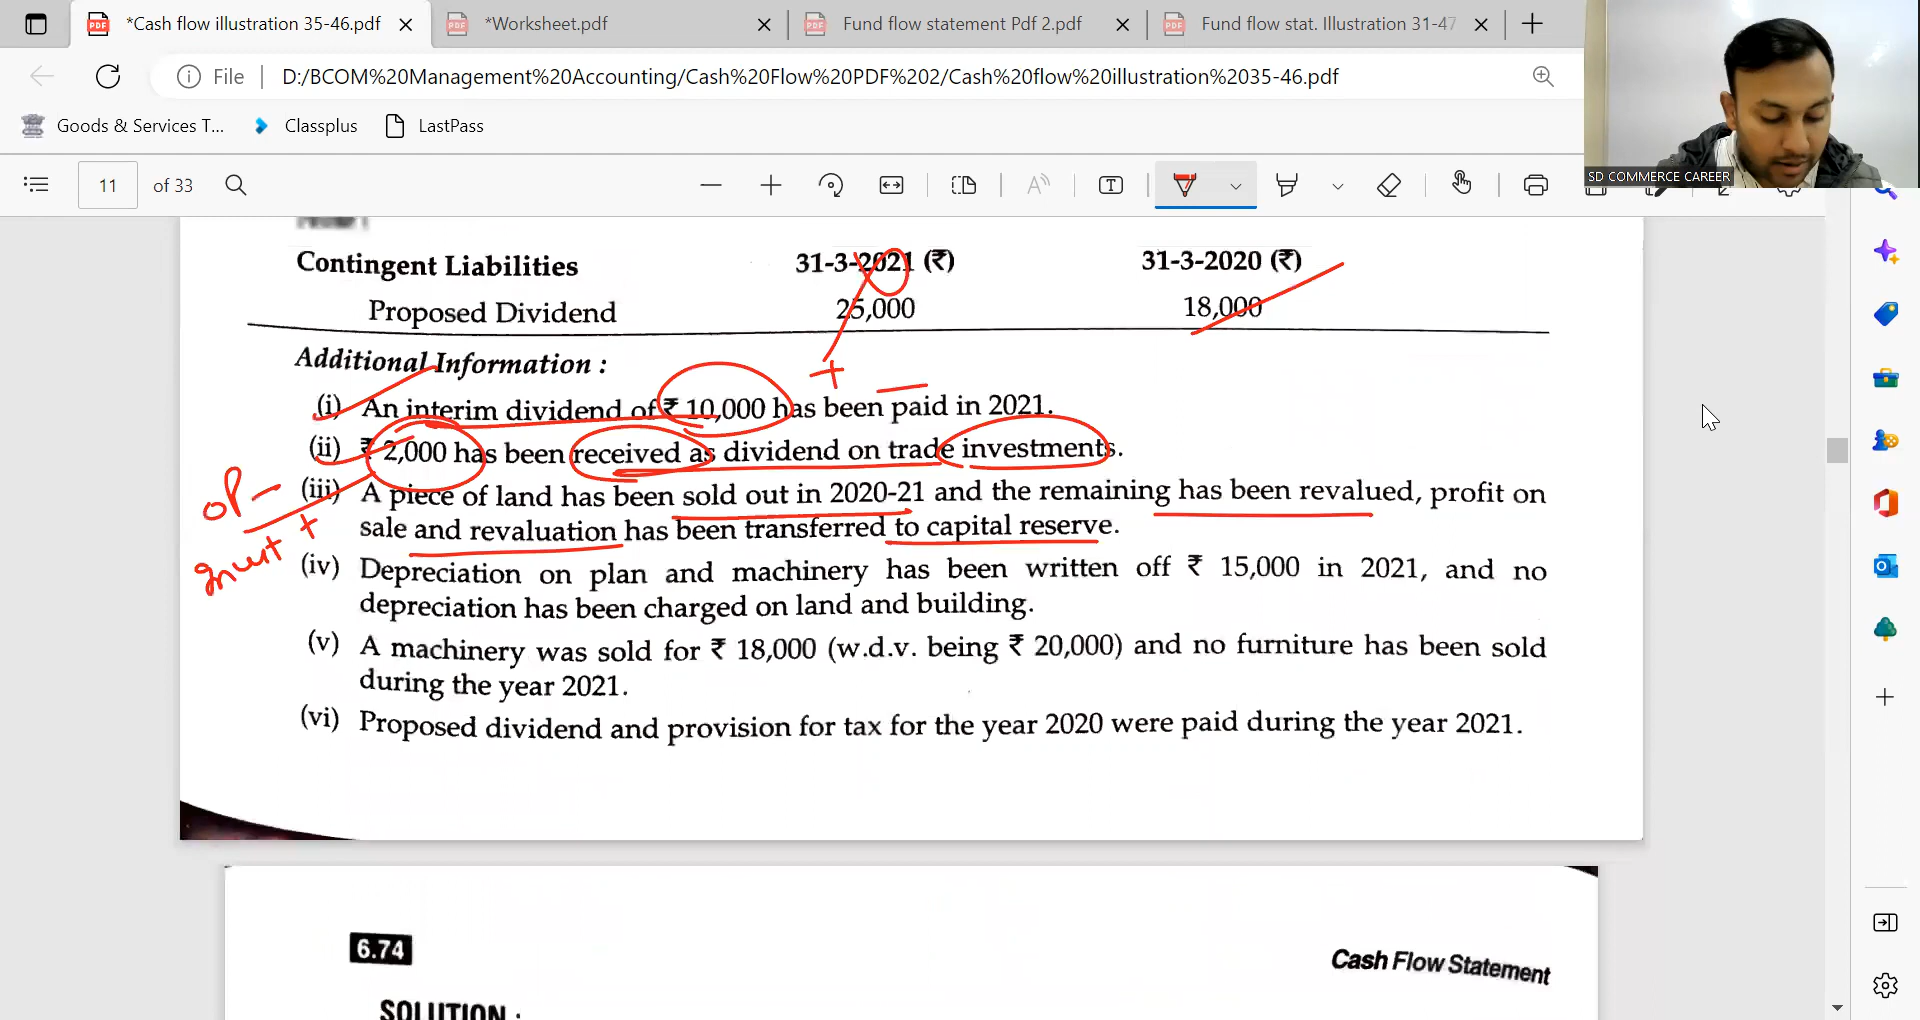 *Cash flow illustration 35-46.pdf
*Worksheet.pdf
Fund flow statement Pdf 2.pdf
Fund flow stat. Illustration 31-47
File
D:/BCOM%20Management%20Accounting/Cash%20Flow%20PDF%202/Cash%20flow%20illustration%2035-46.pdf
Goods & Services T...
Classplus
LastPass
11 of 33
SD COMMERCE CAREER
Contingent Liabilities 31-3-2021 (₹) 31-3-2020 (₹)
Proposed Dividend 25,000 18,000
Additional Information :
+
(i) An interim dividend of ₹ 10,000 has been paid in 2021.
(ii) ₹ 2,000 has been received as dividend on trade investments.
OP −
(iii) A piece of land has been sold out in 2020-21 and the remaining has been revalued, profit on
sale and revaluation has been transferred to capital reserve.
+
(iv) Depreciation on plan and machinery has been written off ₹ 15,000 in 2021, and no
depreciation has been charged on land and building.
(v) A machinery was sold for ₹ 18,000 (w.d.v. being ₹ 20,000) and no furniture has been sold
during the year 2021.
(vi) Proposed dividend and provision for tax for the year 2020 were paid during the year 2021.
6.74
Cash Flow Statement
SOLUTION :